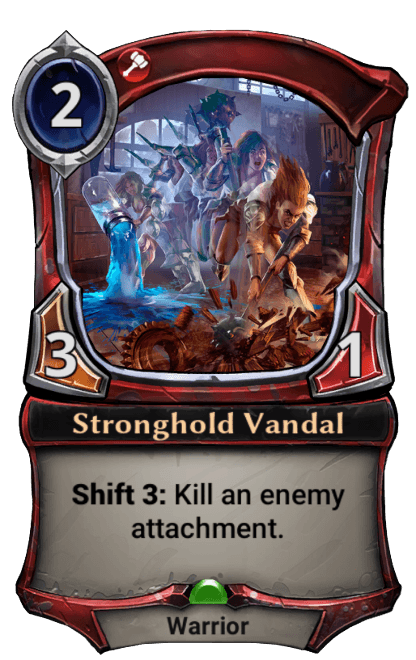 2
3
1
Stronghold Vandal
Shift 3: Kill an enemy
attachment.
Warrior